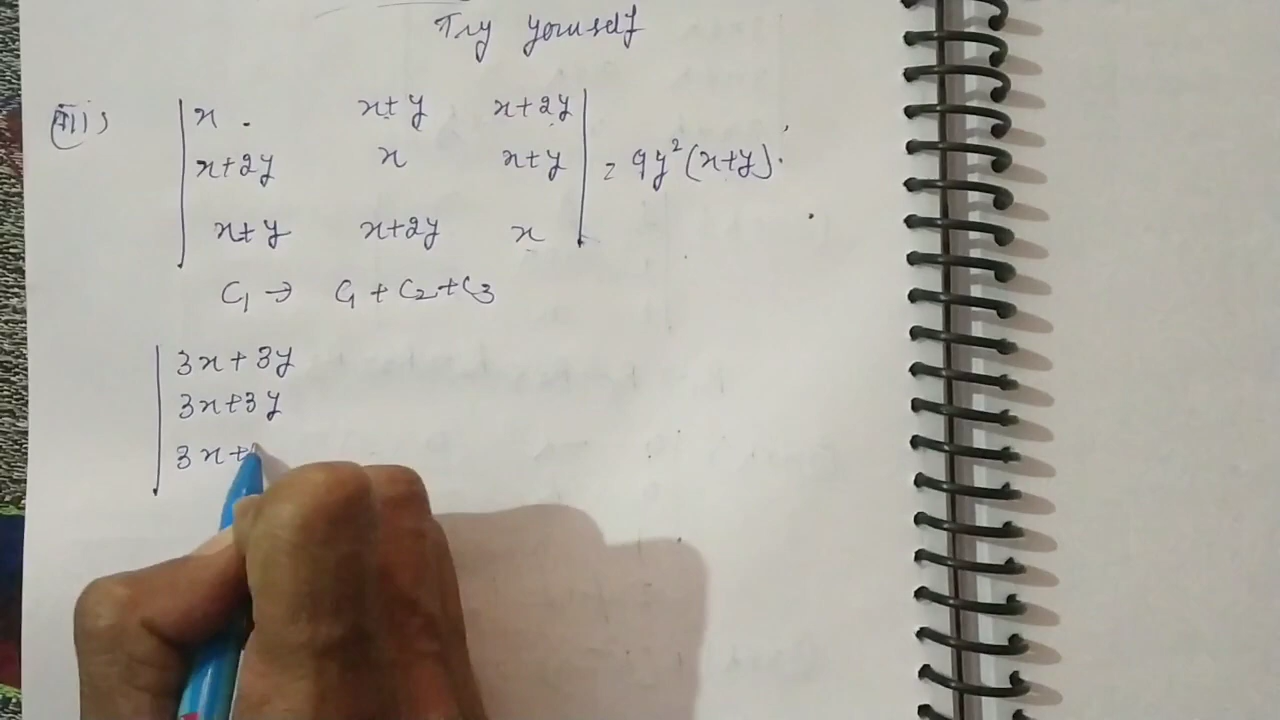 Try yourself
(iii) | x x+y x+2y |
| x+2y x x+y | = 9y²(x+y).
| x+y x+2y x |
C₁ → C₁ + C₂ + C₃
| 3x + 3y
| 3x+3y
| 3x+